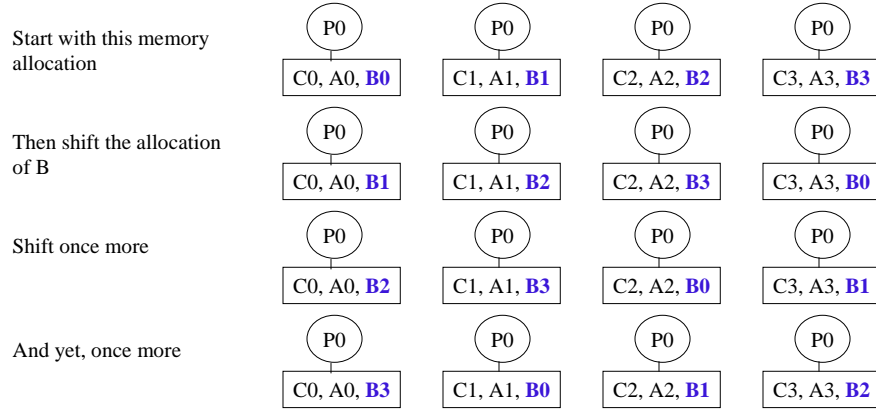 P0 P0 P0 P0
Start with this memory
allocation
C0, A0, B0 C1, A1, B1 C2, A2, B2 C3, A3, B3
P0 P0 P0 P0
Then shift the allocation
of B
C0, A0, B1 C1, A1, B2 C2, A2, B3 C3, A3, B0
P0 P0 P0 P0
Shift once more
C0, A0, B2 C1, A1, B3 C2, A2, B0 C3, A3, B1
P0 P0 P0 P0
And yet, once more
C0, A0, B3 C1, A1, B0 C2, A2, B1 C3, A3, B2